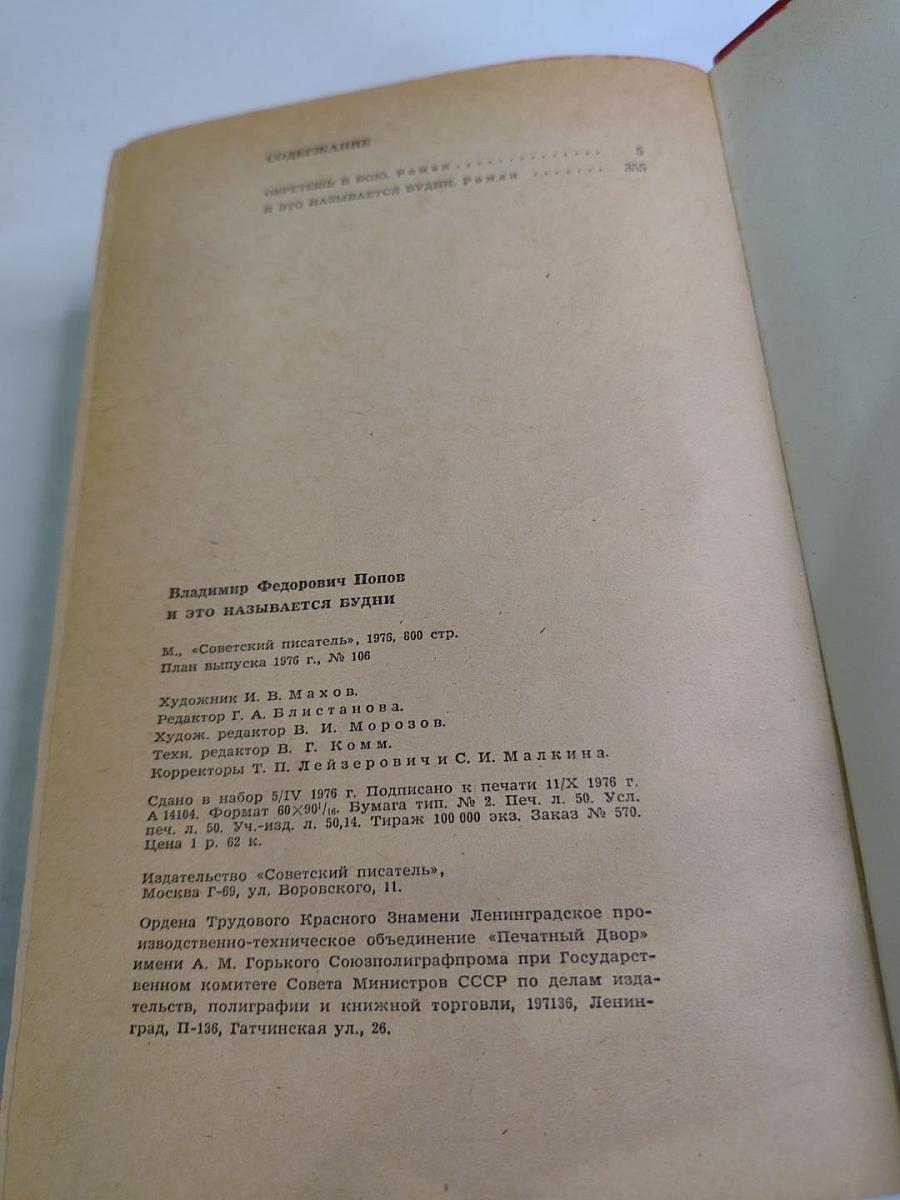 СОДЕРЖАНИЕ
ОБРЕТЕШЬ В БОЮ. Роман . . . . . . . . . . . . . . 5
И ЭТО НАЗЫВАЕТСЯ БУДНИ. Роман . . . . . . . 355
Владимир Федорович Попов
И ЭТО НАЗЫВАЕТСЯ БУДНИ
М., «Советский писатель», 1976, 800 стр.
План выпуска 1976 г., № 106
Художник И. В. Махов.
Редактор Г. А. Блистанова.
Худож. редактор В. И. Морозов.
Техн. редактор В. Г. Комм.
Корректоры Т. П. Лейзерович и С. И. Малкина.
Сдано в набор 5/IV 1976 г. Подписано к печати 11/X 1976 г.
А 14104. Формат 60×90¹/₁₆. Бумага тип. № 2. Печ. л. 50. Усл.
печ. л. 50. Уч.-изд. л. 50,14. Тираж 100 000 экз. Заказ № 570.
Цена 1 р. 62 к.
Издательство «Советский писатель»,
Москва Г-69, ул. Воровского, 11.
Ордена Трудового Красного Знамени Ленинградское про-
изводственно-техническое объединение «Печатный Двор»
имени А. М. Горького Союзполиграфпрома при Государст-
венном комитете Совета Министров СССР по делам изда-
тельств, полиграфии и книжной торговли, 197136, Ленин-
град, П-136, Гатчинская ул., 26.